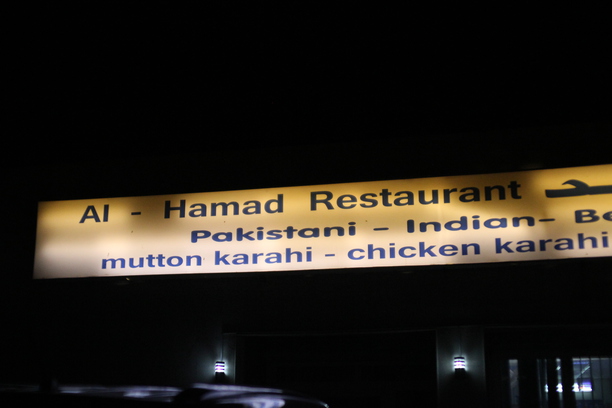 Al - Hamad Restaurant
Pakistani - Indian-
mutton karahi - chicken karahi